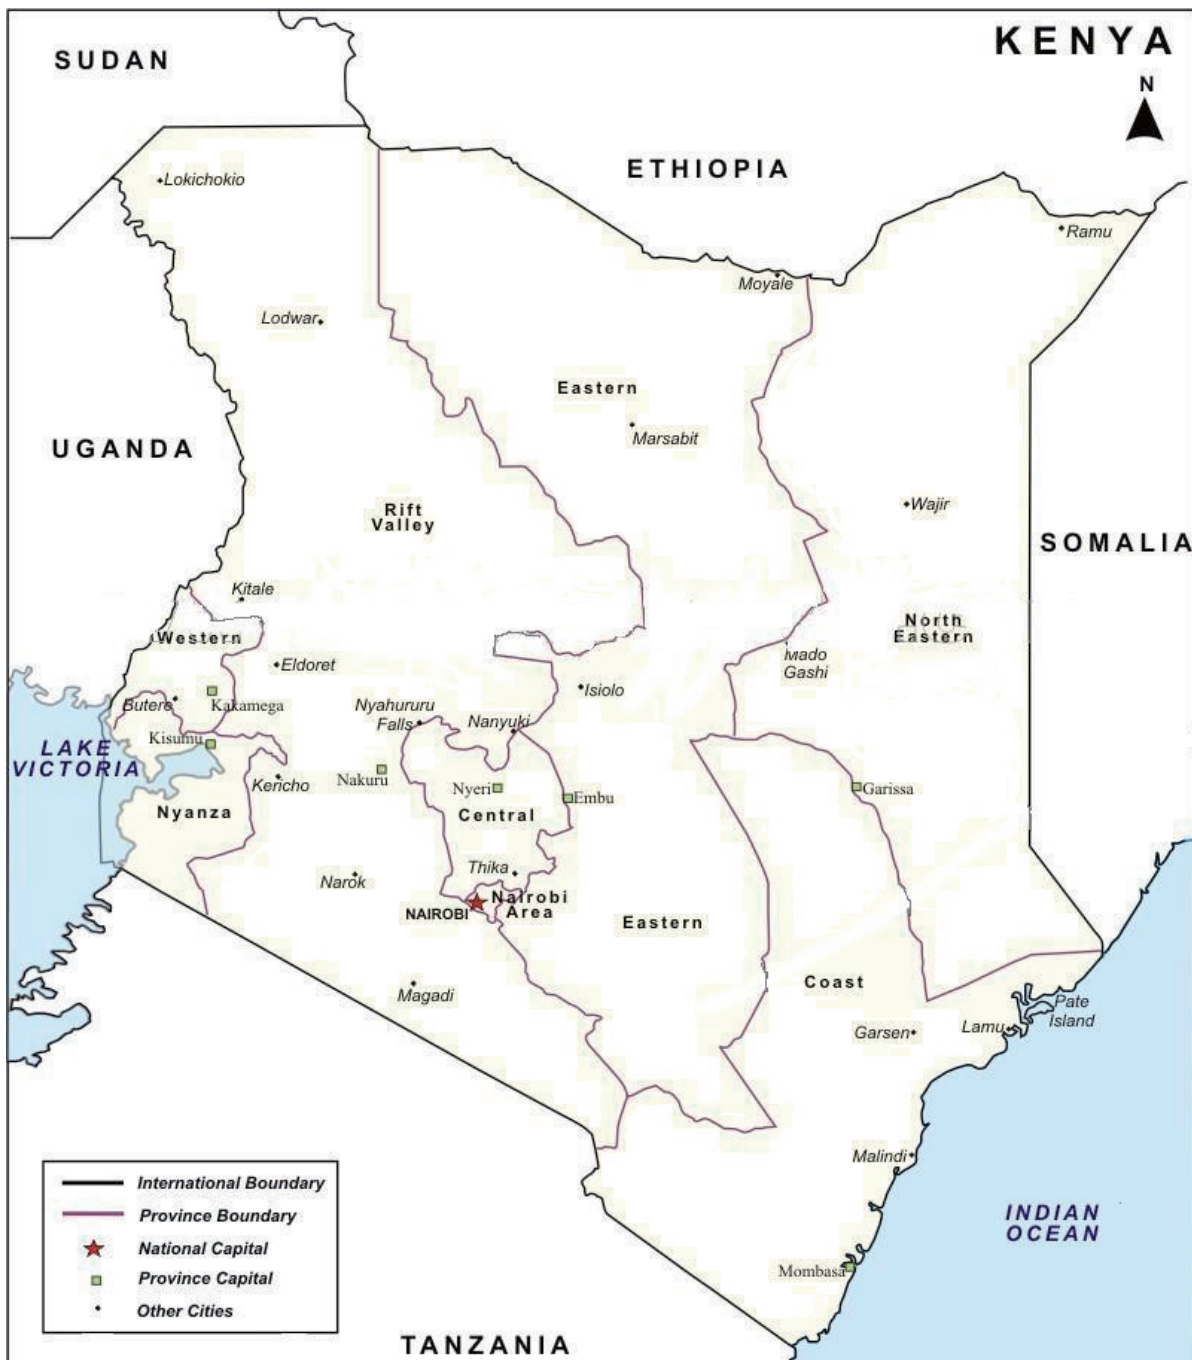 KENYA
N
SUDAN
ETHIOPIA
Lokichokio
Ramu
Moyale
Lodwar
Eastern
Marsabit
UGANDA
Rift
Valley
Wajir
SOMALIA
Kitale
North
Eastern
Western
Mado
Gashi
Eldoret
Isiolo
Butere
Kakamega
Nyahururu
Falls
Nanyuki
Kisumu
LAKE
VICTORIA
Kericho
Nakuru
Nyeri
Embu
Garissa
Nyanza
Central
Thika
Narok
Nairobi
Area
NAIROBI
Eastern
Coast
Magadi
Pate
Island
Garsen
Lamu
Malindi
INDIAN
OCEAN
Mombasa
International Boundary
Province Boundary
National Capital
Province Capital
Other Cities
TANZANIA